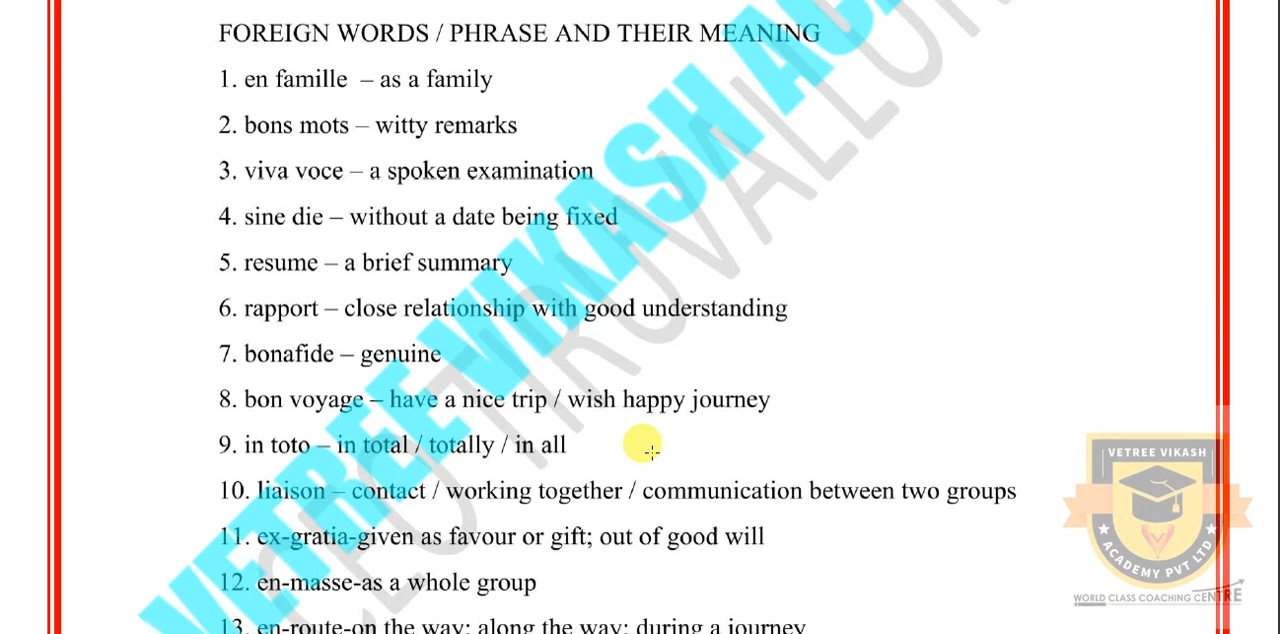 FOREIGN WORDS / PHRASE AND THEIR MEANING
1. en famille – as a family
2. bons mots – witty remarks
3. viva voce – a spoken examination
4. sine die – without a date being fixed
5. resume – a brief summary
6. rapport – close relationship with good understanding
7. bonafide – genuine
8. bon voyage – have a nice trip / wish happy journey
9. in toto – in total / totally / in all
10. liaison – contact / working together / communication between two groups
11. ex-gratia-given as favour or gift; out of good will
12. en-masse-as a whole group
13. en-route-on the way; along the way; during a journey
VETREE VIKASH
VETREE VIKASH
ACADEMY PVT LTD
WORLD CLASS COACHING CENTRE